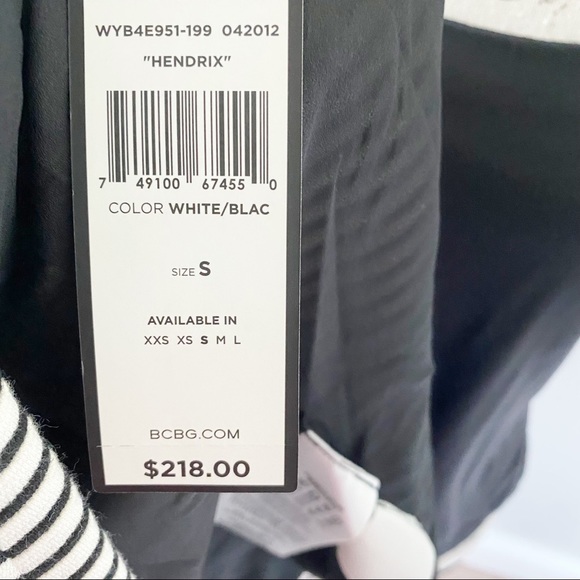 WYB4E951-199 042012
"HENDRIX"
7 49100 67455 0
COLOR WHITE/BLAC
SIZE S
AVAILABLE IN
XXS XS S M L
BCBG.COM
$218.00